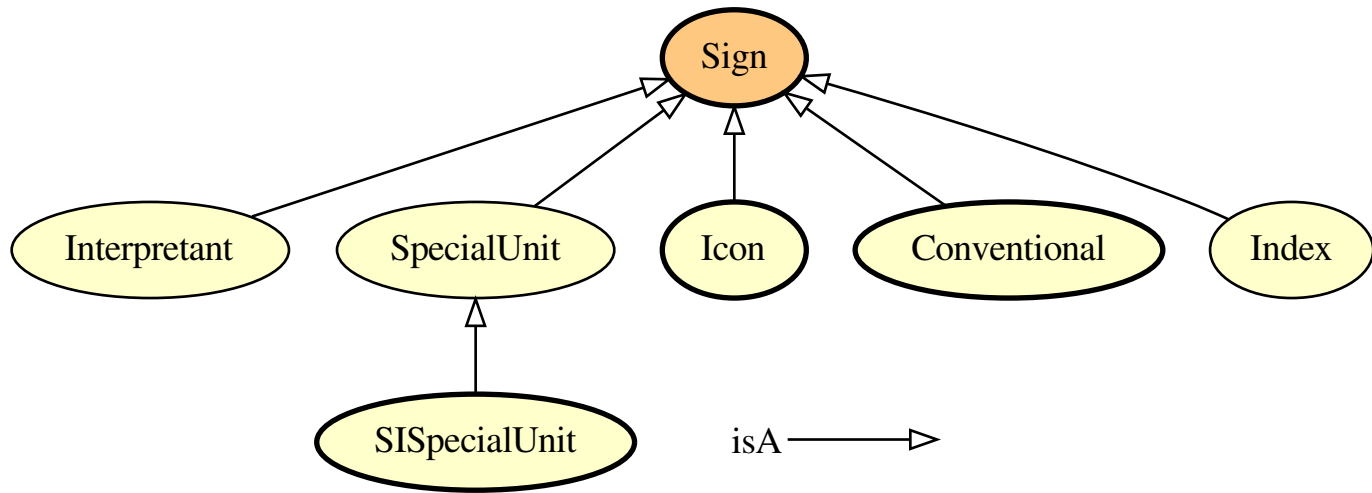 Sign
Interpretant
SpecialUnit
Icon
Conventional
Index
SISpecialUnit
isA